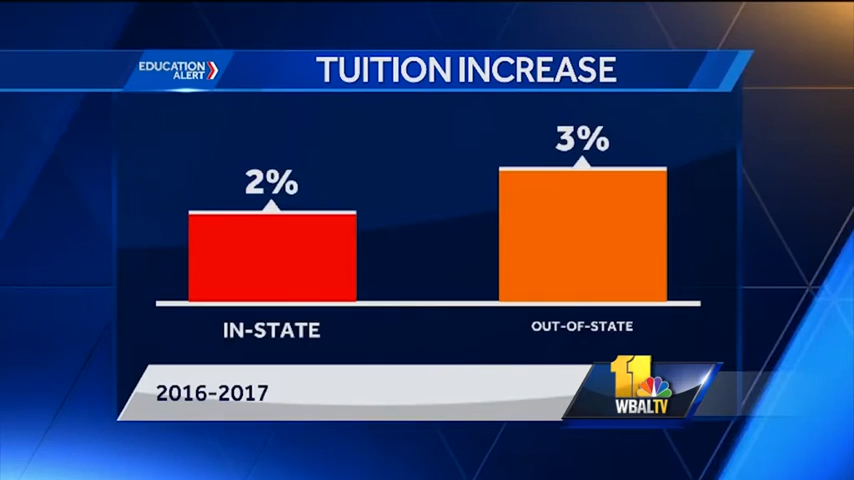 EDUCATION
ALERT
TUITION INCREASE
3%
2%
IN-STATE
OUT-OF-STATE
2016-2017
11
WBALTV